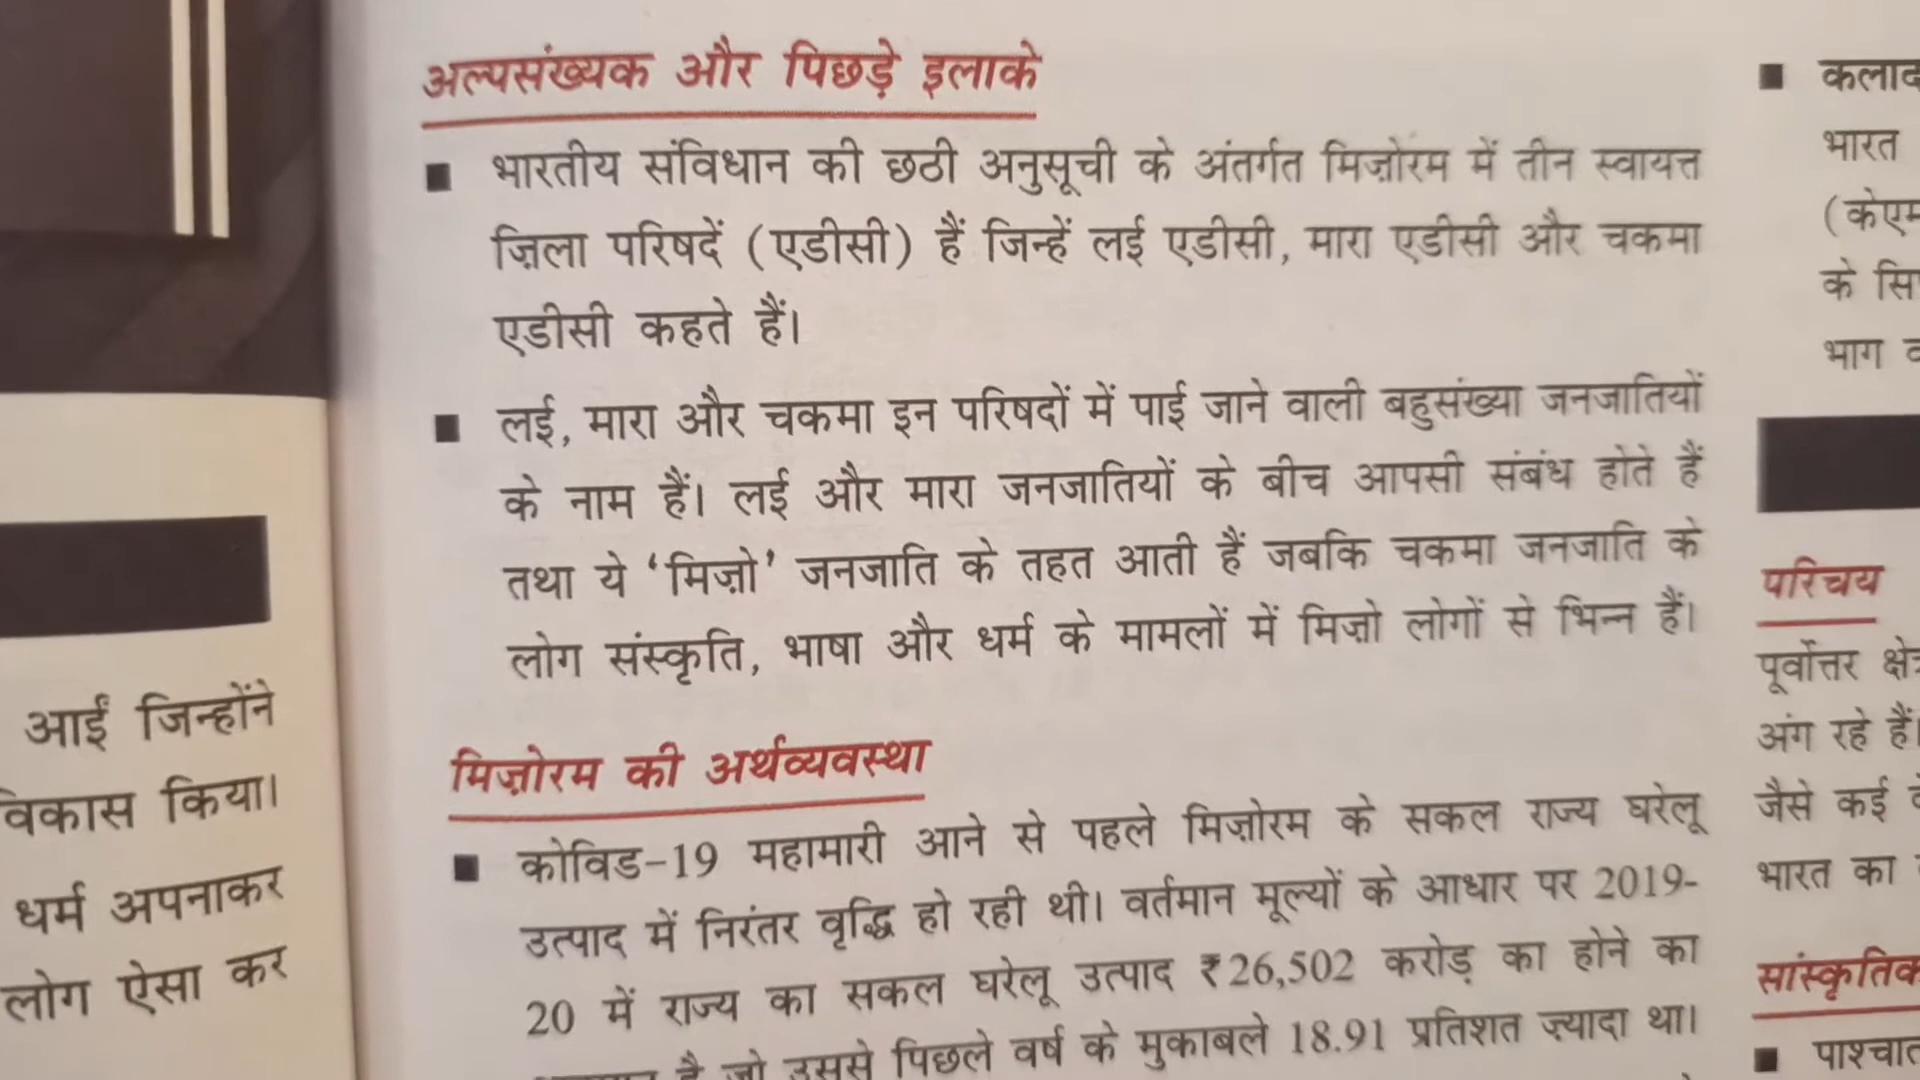 आईं जिन्होंने
विकास किया।
धर्म अपनाकर
लोग ऐसा कर
अल्पसंख्यक और पिछड़े इलाके
■ भारतीय संविधान की छठी अनुसूची के अंतर्गत मिज़ोरम में तीन स्वायत्त
ज़िला परिषदें (एडीसी) हैं जिन्हें लई एडीसी, मारा एडीसी और चकमा
एडीसी कहते हैं।
■ लई, मारा और चकमा इन परिषदों में पाई जाने वाली बहुसंख्या जनजातियों
के नाम हैं। लई और मारा जनजातियों के बीच आपसी संबंध होते हैं
तथा ये ‘मिज़ो’ जनजाति के तहत आती हैं जबकि चकमा जनजाति के
लोग संस्कृति, भाषा और धर्म के मामलों में मिज़ो लोगों से भिन्न हैं।
मिज़ोरम की अर्थव्यवस्था
■ कोविड-19 महामारी आने से पहले मिज़ोरम के सकल राज्य घरेलू
उत्पाद में निरंतर वृद्धि हो रही थी। वर्तमान मूल्यों के आधार पर 2019-
20 में राज्य का सकल घरेलू उत्पाद ₹26,502 करोड़ का होने का
है जो उससे पिछले वर्ष के मुकाबले 18.91 प्रतिशत ज़्यादा था।
■
भारत
के
भाग
परिचय
पूर्वोत्तर
अंग रहे हैं।
जैसे कई
भारत का
■